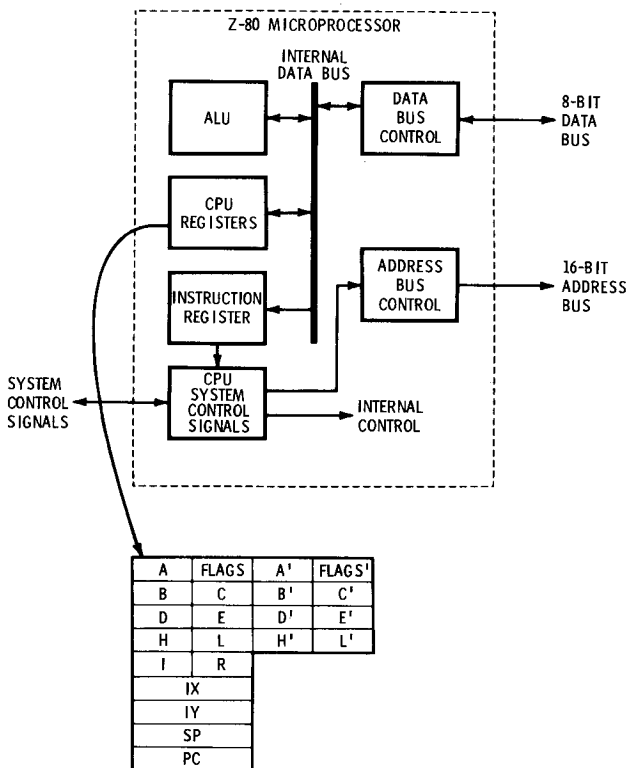 Z-80 MICROPROCESSOR
INTERNAL
DATA BUS
ALU
DATA
BUS
CONTROL
8-BIT
DATA
BUS
CPU
REGISTERS
ADDRESS
BUS
CONTROL
16-BIT
ADDRESS
BUS
INSTRUCTION
REGISTER
SYSTEM
CONTROL
SIGNALS
CPU
SYSTEM
CONTROL
SIGNALS
INTERNAL
CONTROL
A FLAGS A' FLAGS'
B C B' C'
D E D' E'
H L H' L'
I R
IX
IY
SP
PC